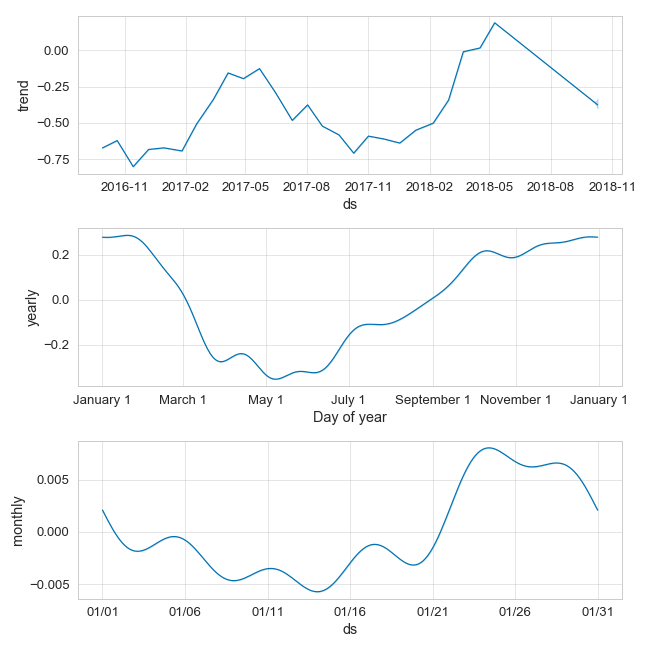 0.00
−0.25
−0.50
−0.75
trend
2016-11 2017-02 2017-05 2017-08 2017-11 2018-02 2018-05 2018-08 2018-11
ds
0.2
0.0
−0.2
yearly
January 1 March 1 May 1 July 1 September 1 November 1 January 1
Day of year
0.005
0.000
−0.005
monthly
01/01 01/06 01/11 01/16 01/21 01/26 01/31
ds